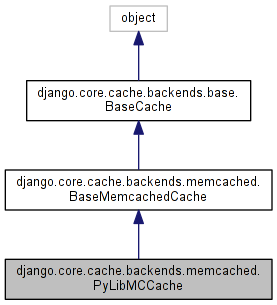 object
django.core.cache.backends.base.
BaseCache
django.core.cache.backends.memcached.
BaseMemcachedCache
django.core.cache.backends.memcached.
PyLibMCCache